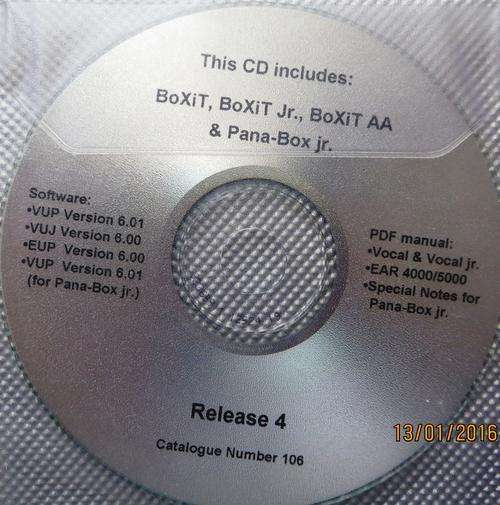 This CD includes:
BoXiT, BoXiT Jr., BoXiT AA
& Pana-Box jr.
Software:
•VUP Version 6.01
•VUJ Version 6.00
•EUP Version 6.00
•VUP Version 6.01
(for Pana-Box jr.)
PDF manual:
•Vocal & Vocal jr.
•EAR 4000/5000
•Special Notes for
Pana-Box jr.
Release 4
Catalogue Number 106
13/01/2016